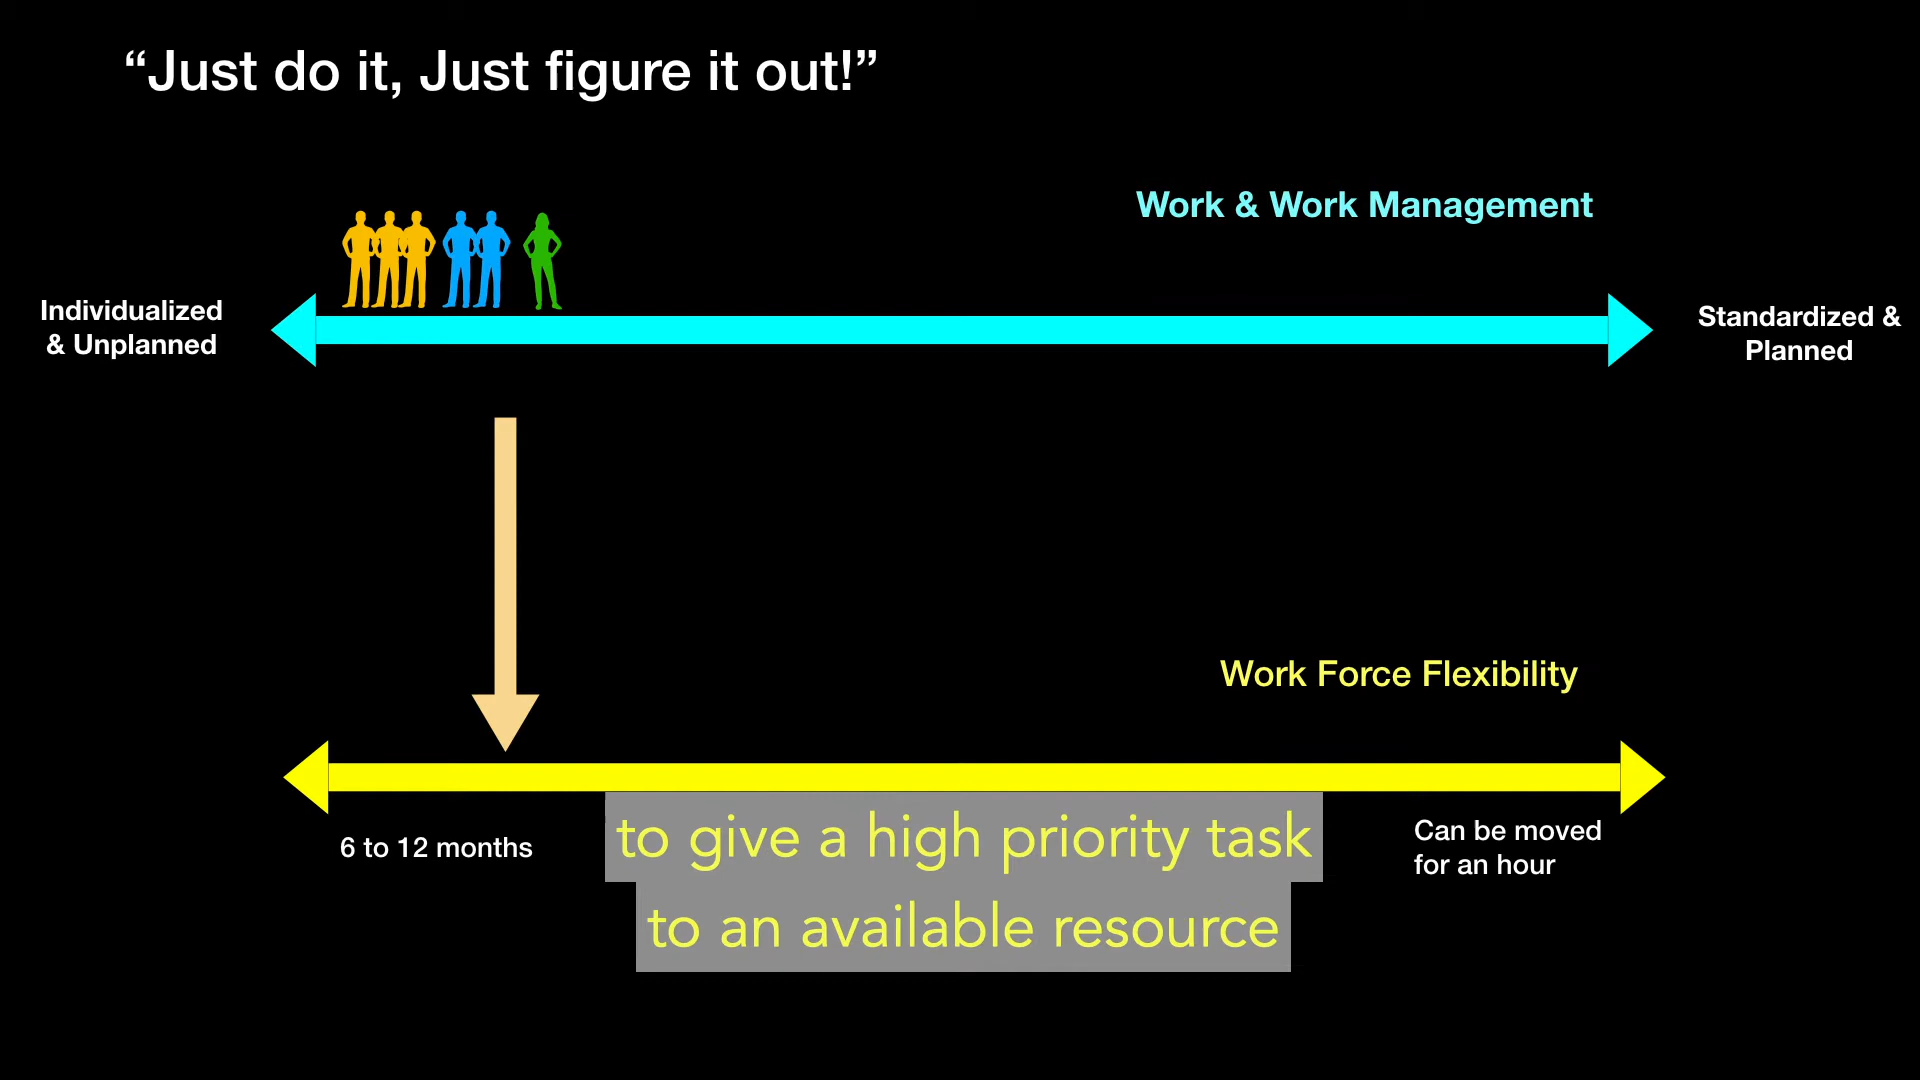 “Just do it, Just figure it out!”
Work & Work Management
Individualized
& Unplanned
Standardized &
Planned
Work Force Flexibility
6 to 12 months
Can be moved
for an hour
to give a high priority task
to an available resource